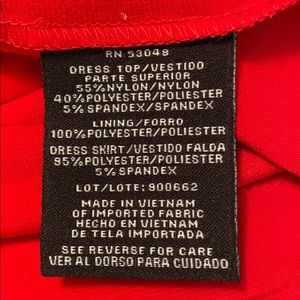 RN 53048
DRESS TOP/VESTIDO
PARTE SUPERIOR
55%NYLON/NYLON
40%POLYESTER/POLIESTER
5%SPANDEX/SPANDEX
LINING/FORRO
100%POLYESTER/POLIESTER
DRESS SKIRT/VESTIDO FALDA
95%POLYESTER/POLIESTER
5% SPANDEX
LOT/LOTE: 900662
MADE IN VIETNAM
OF IMPORTED FABRIC
HECHO EN VIETNAM
DE TELA IMPORTADA
SEE REVERSE FOR CARE
VER AL DORSO PARA CUIDADO